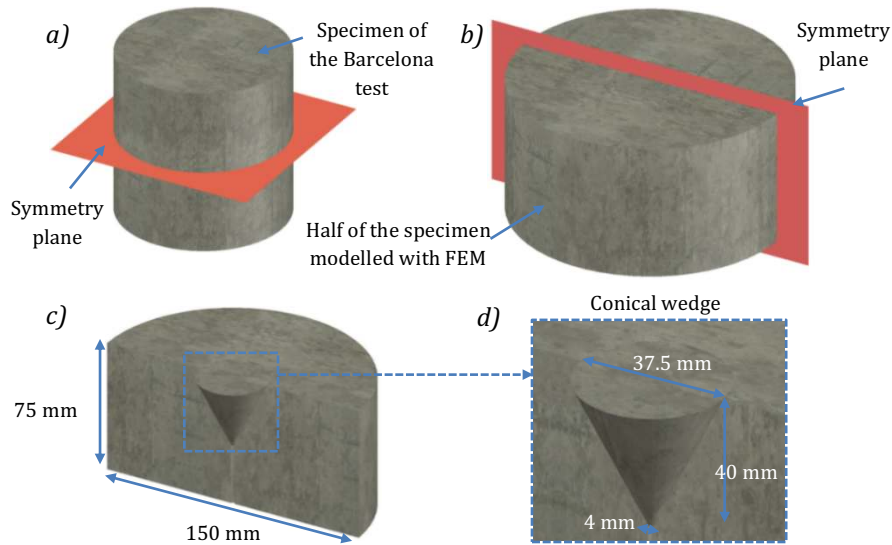 a)
Specimen of
the Barcelona
test
Symmetry
plane
b)
Symmetry
plane
Half of the specimen
modelled with FEM
c)
75 mm
150 mm
d)
Conical wedge
37.5 mm
40 mm
4 mm